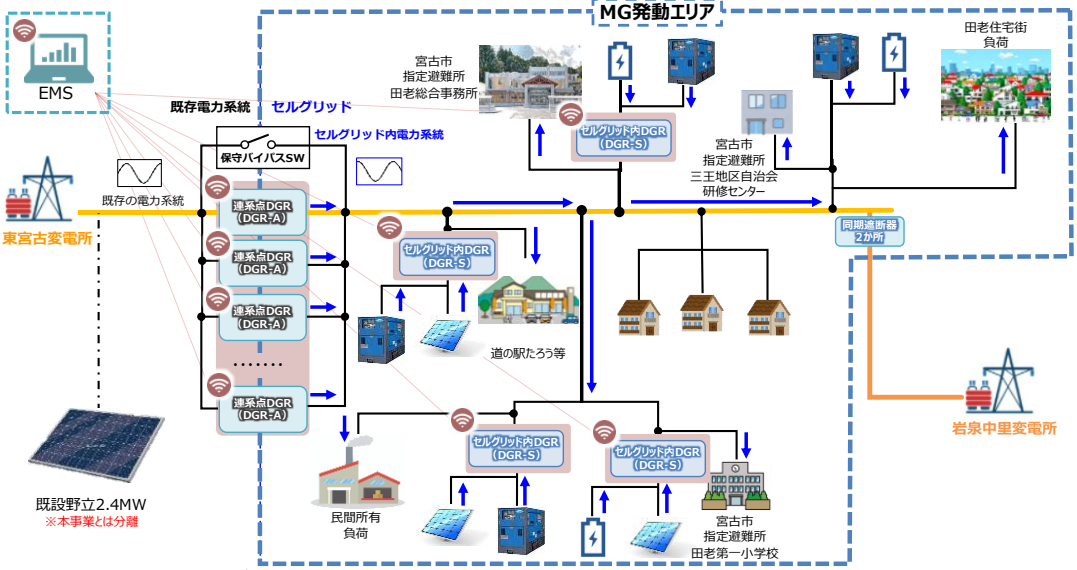 MG発動エリア
EMS
既存電力系統
セルグリッド
セルグリッド内電力系統
保守バイパスSW
既存の電力系統
東宮古変電所
連系点DGR
(DGR-A)
連系点DGR
(DGR-A)
連系点DGR
(DGR-A)
・・・・・・・
連系点DGR
(DGR-A)
既設野立2.4MW
※本事業とは分離
宮古市
指定避難所
田老総合事務所
セルグリッド内DGR
(DGR-S)
宮古市
指定避難所
三王地区自治会
研修センター
田老住宅街
負荷
同期遮断器
2か所
セルグリッド内DGR
(DGR-S)
道の駅たろう等
岩泉中里変電所
セルグリッド内DGR
(DGR-S)
セルグリッド内DGR
(DGR-S)
民間所有
負荷
宮古市
指定避難所
田老第一小学校